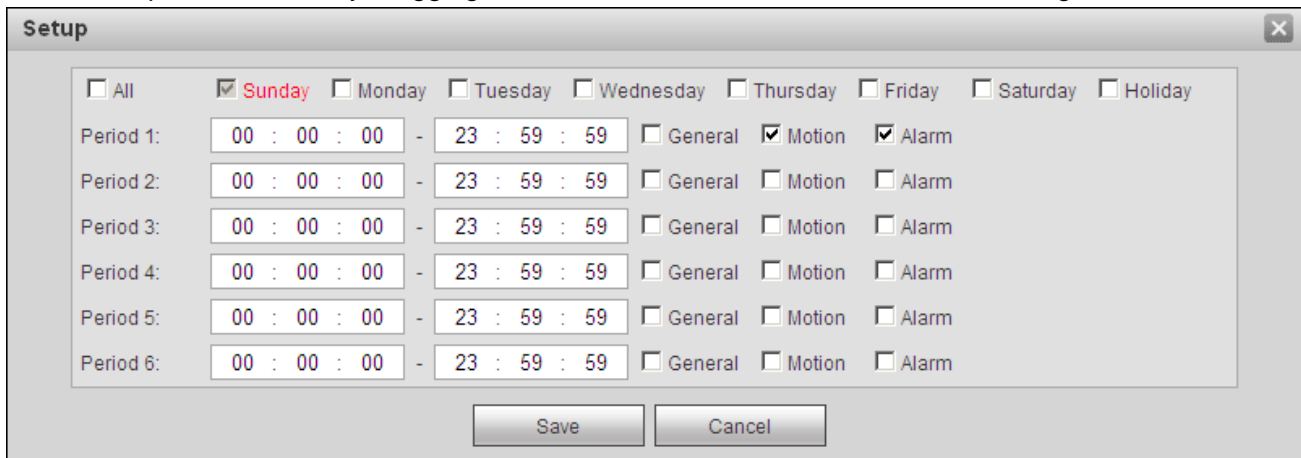 Setup
All Sunday Monday Tuesday Wednesday Thursday Friday Saturday Holiday
Period 1: 00 : 00 : 00 - 23 : 59 : 59 General Motion Alarm
Period 2: 00 : 00 : 00 - 23 : 59 : 59 General Motion Alarm
Period 3: 00 : 00 : 00 - 23 : 59 : 59 General Motion Alarm
Period 4: 00 : 00 : 00 - 23 : 59 : 59 General Motion Alarm
Period 5: 00 : 00 : 00 - 23 : 59 : 59 General Motion Alarm
Period 6: 00 : 00 : 00 - 23 : 59 : 59 General Motion Alarm
Save Cancel